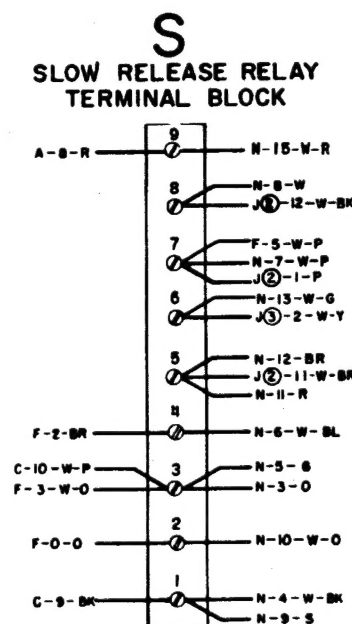 S
SLOW RELEASE RELAY
TERMINAL BLOCK
9
A-8-R N-15-W-R
8
N-8-W
J②-12-W-BK
7
F-5-W-P
N-7-W-P
J②-1-P
6
N-13-W-G
J③-2-W-Y
5
N-12-BR
J②-11-W-BR
N-11-R
4
F-2-BR N-6-W-BL
C-10-W-P N-5-G
3
F-3-W-O N-3-O
2
F-O-O N-10-W-O
1
C-9-BK N-4-W-BK
N-9-S